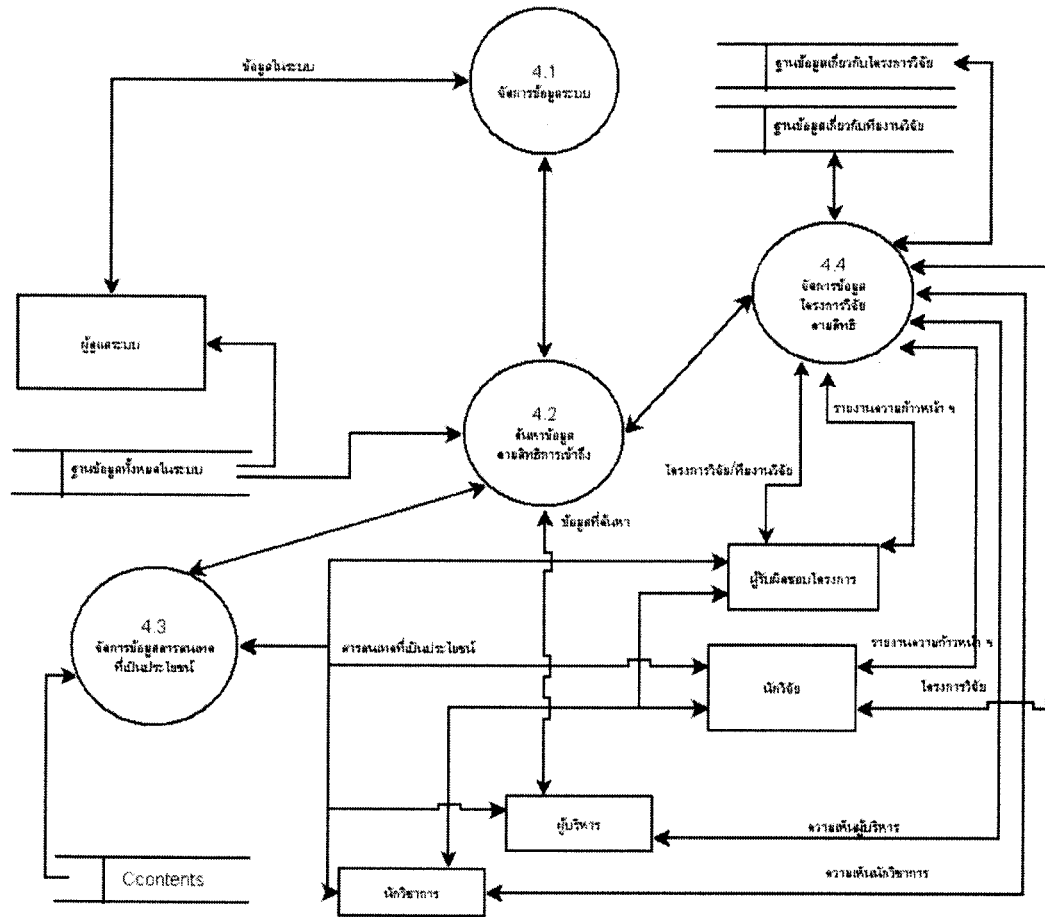 ข้อมูลในระบบ
4.1
จัดการข้อมูลระบบ
ฐานข้อมูลเกี่ยวกับโครงการวิจัย
ฐานข้อมูลเกี่ยวกับทีมงานวิจัย
4.4
จัดการข้อมูล
โครงการวิจัย
ตามสิทธิ
ผู้ดูแลระบบ
4.2
ค้นหาข้อมูล
ตามสิทธิการเข้าถึง
รายงานความก้าวหน้า ฯ
ฐานข้อมูลทั้งหมดในระบบ
โครงการวิจัย/ทีมงานวิจัย
ข้อมูลที่ค้นหา
ผู้รับผิดชอบโครงการ
4.3
จัดการข้อมูลสารสนเทศ
ที่เป็นประโยชน์
สารสนเทศที่เป็นประโยชน์
รายงานความก้าวหน้า ฯ
นักวิจัย
โครงการวิจัย
ผู้บริหาร
ความเห็นผู้บริหาร
Ccontents
นักวิชาการ
ความเห็นนักวิชาการ